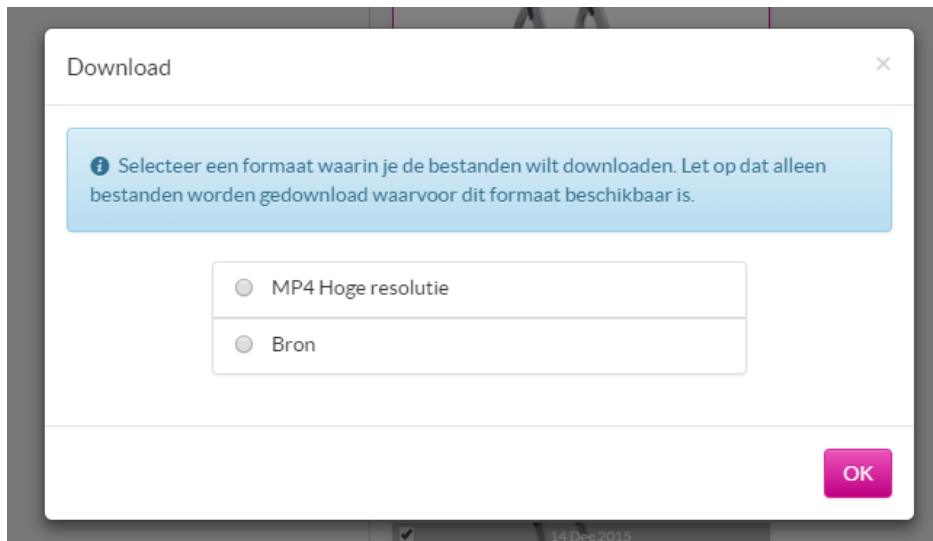 Download
×
Selecteer een formaat waarin je de bestanden wilt downloaden. Let op dat alleen
bestanden worden gedownload waarvoor dit formaat beschikbaar is.
MP4 Hoge resolutie
Bron
OK
14 Dec 2015